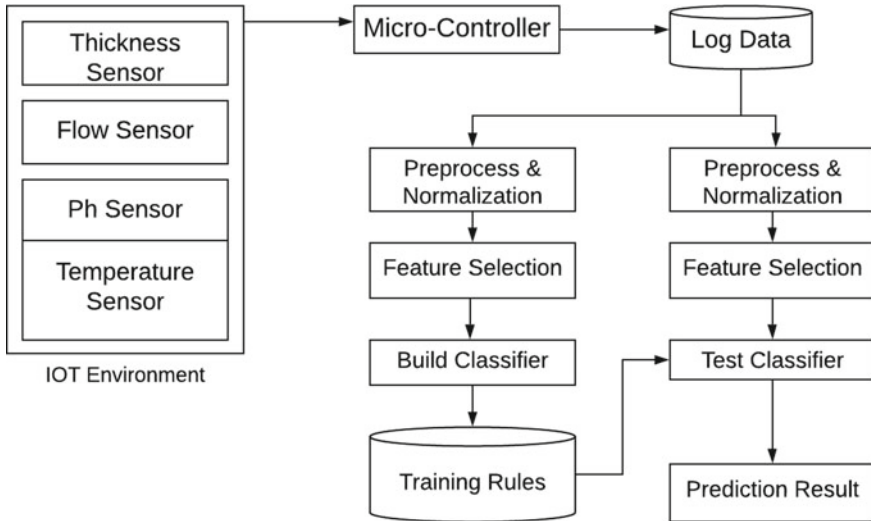 Thickness
Sensor
Flow Sensor
Ph Sensor
Temperature
Sensor
IOT Environment
Micro-Controller
Log Data
Preprocess &
Normalization
Feature Selection
Build Classifier
Training Rules
Preprocess &
Normalization
Feature Selection
Test Classifier
Prediction Result